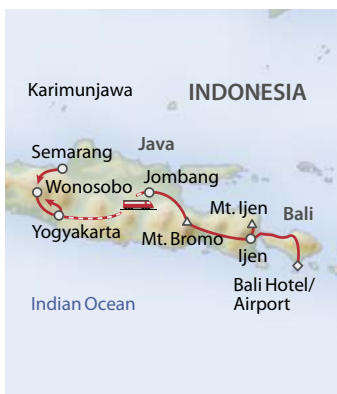 Karimunjawa
INDONESIA
Java
Semarang
Wonosobo
Jombang
Mt. Ijen
Bali
Yogyakarta
Mt. Bromo
Ijen
Bali Hotel/
Airport
Indian Ocean